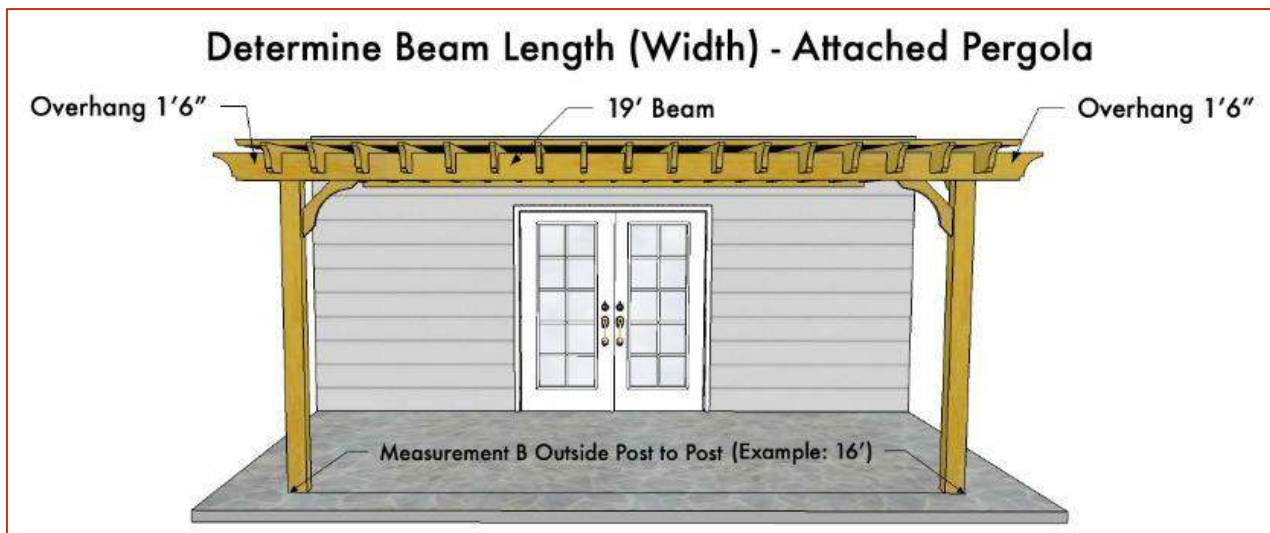 Determine Beam Length (Width) - Attached Pergola
Overhang 1’6”
19’ Beam
Overhang 1’6”
Measurement B Outside Post to Post (Example: 16’)